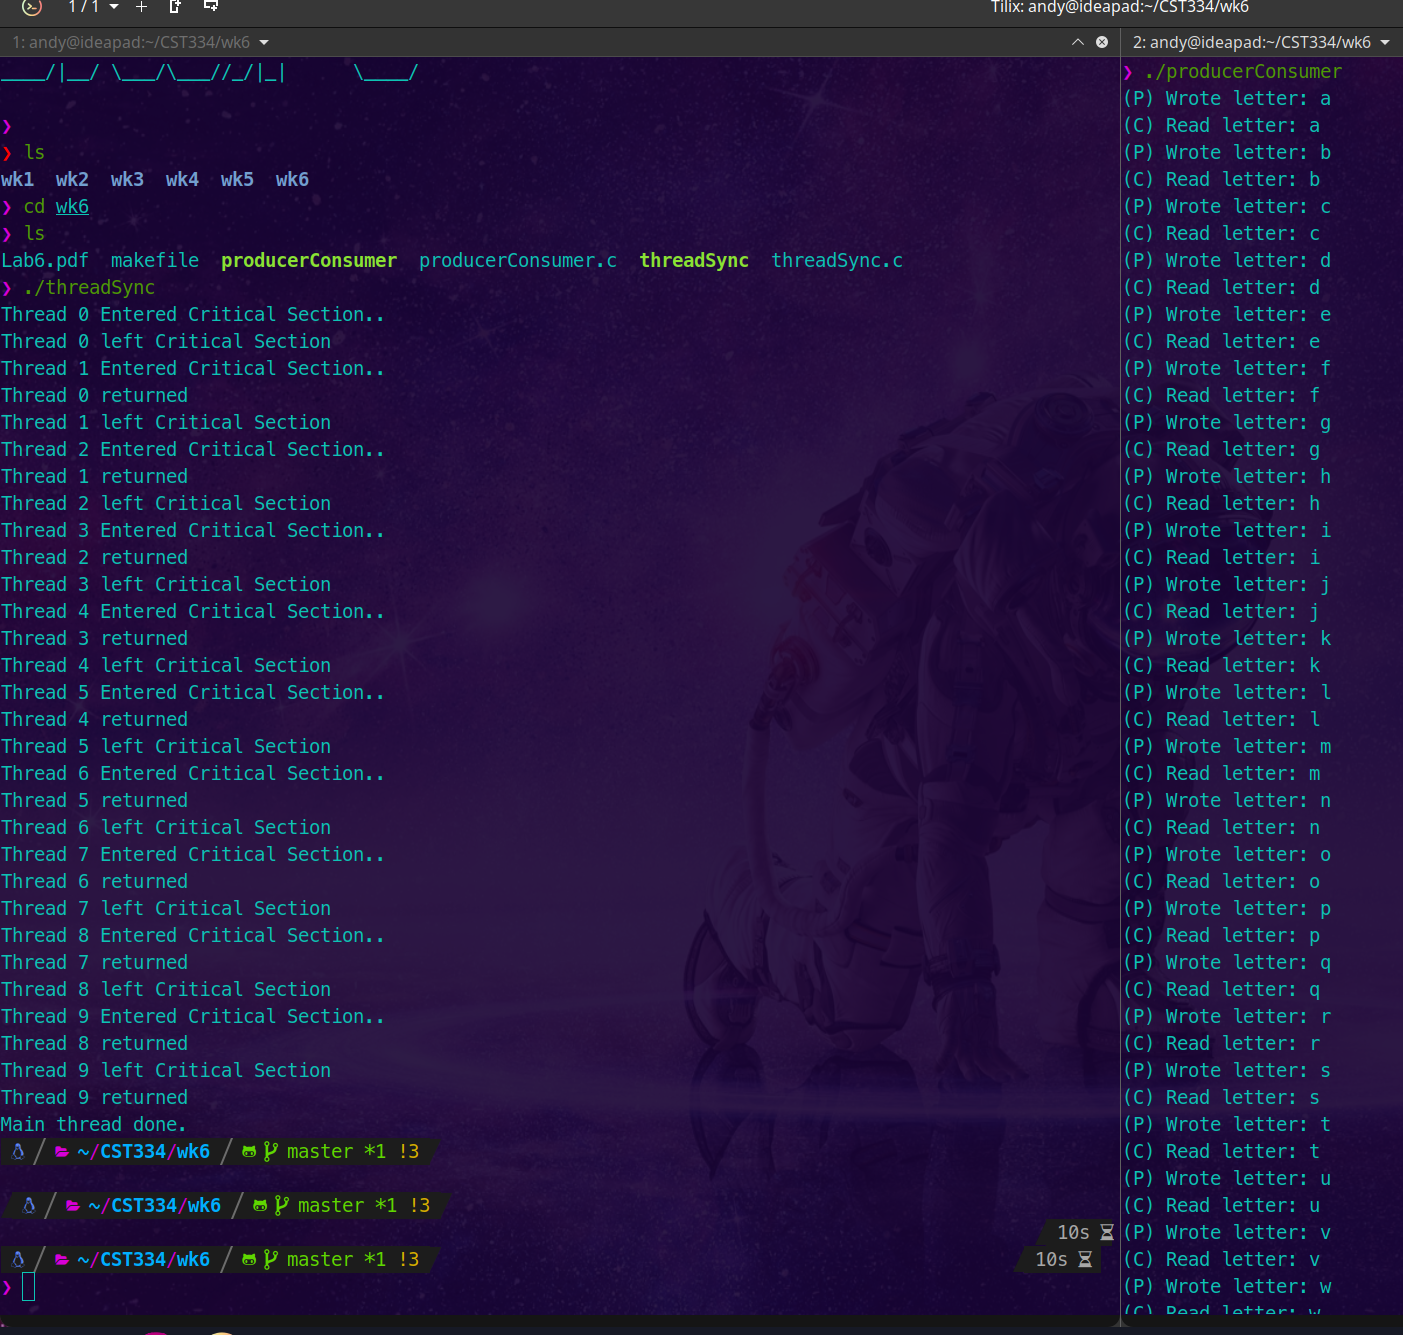 1 / 1
Tilix: andy@ideapad:~/CST334/wk6
1: andy@ideapad:~/CST334/wk6
____/|__/ \___/\___//_/|_|      \____/
❯
❯ ls
wk1  wk2  wk3  wk4  wk5  wk6
❯ cd wk6
❯ ls
Lab6.pdf  makefile  producerConsumer  producerConsumer.c  threadSync  threadSync.c
❯ ./threadSync
Thread 0 Entered Critical Section..
Thread 0 left Critical Section
Thread 1 Entered Critical Section..
Thread 0 returned
Thread 1 left Critical Section
Thread 2 Entered Critical Section..
Thread 1 returned
Thread 2 left Critical Section
Thread 3 Entered Critical Section..
Thread 2 returned
Thread 3 left Critical Section
Thread 4 Entered Critical Section..
Thread 3 returned
Thread 4 left Critical Section
Thread 5 Entered Critical Section..
Thread 4 returned
Thread 5 left Critical Section
Thread 6 Entered Critical Section..
Thread 5 returned
Thread 6 left Critical Section
Thread 7 Entered Critical Section..
Thread 6 returned
Thread 7 left Critical Section
Thread 8 Entered Critical Section..
Thread 7 returned
Thread 8 left Critical Section
Thread 9 Entered Critical Section..
Thread 8 returned
Thread 9 left Critical Section
Thread 9 returned
Main thread done.
~/CST334/wk6 master *1 !3
~/CST334/wk6 master *1 !3
10s
~/CST334/wk6 master *1 !3 10s
❯
2: andy@ideapad:~/CST334/wk6
❯ ./producerConsumer
(P) Wrote letter: a
(C) Read letter: a
(P) Wrote letter: b
(C) Read letter: b
(P) Wrote letter: c
(C) Read letter: c
(P) Wrote letter: d
(C) Read letter: d
(P) Wrote letter: e
(C) Read letter: e
(P) Wrote letter: f
(C) Read letter: f
(P) Wrote letter: g
(C) Read letter: g
(P) Wrote letter: h
(C) Read letter: h
(P) Wrote letter: i
(C) Read letter: i
(P) Wrote letter: j
(C) Read letter: j
(P) Wrote letter: k
(C) Read letter: k
(P) Wrote letter: l
(C) Read letter: l
(P) Wrote letter: m
(C) Read letter: m
(P) Wrote letter: n
(C) Read letter: n
(P) Wrote letter: o
(C) Read letter: o
(P) Wrote letter: p
(C) Read letter: p
(P) Wrote letter: q
(C) Read letter: q
(P) Wrote letter: r
(C) Read letter: r
(P) Wrote letter: s
(C) Read letter: s
(P) Wrote letter: t
(C) Read letter: t
(P) Wrote letter: u
(C) Read letter: u
(P) Wrote letter: v
(C) Read letter: v
(P) Wrote letter: w
(C) Read letter: w